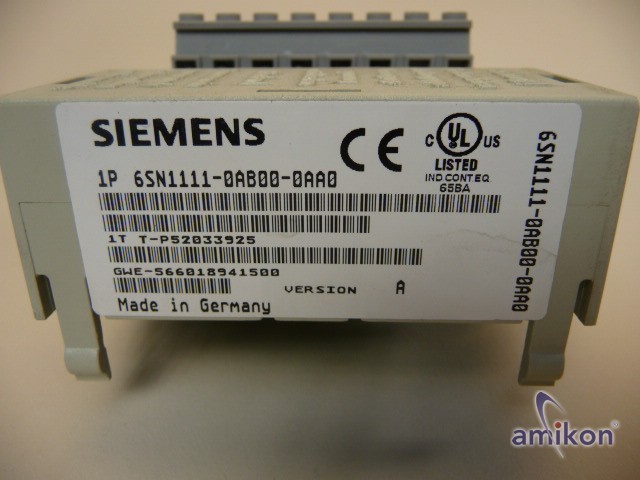 SIEMENS
CE
C UL US
LISTED
IND.CONT.EQ.
65BA
1P 6SN1111-0AB00-0AA0
1T T-P52033925
GWE-566018941500
VERSION A
Made in Germany
6SN1111-0AB00-0AA0
amikon